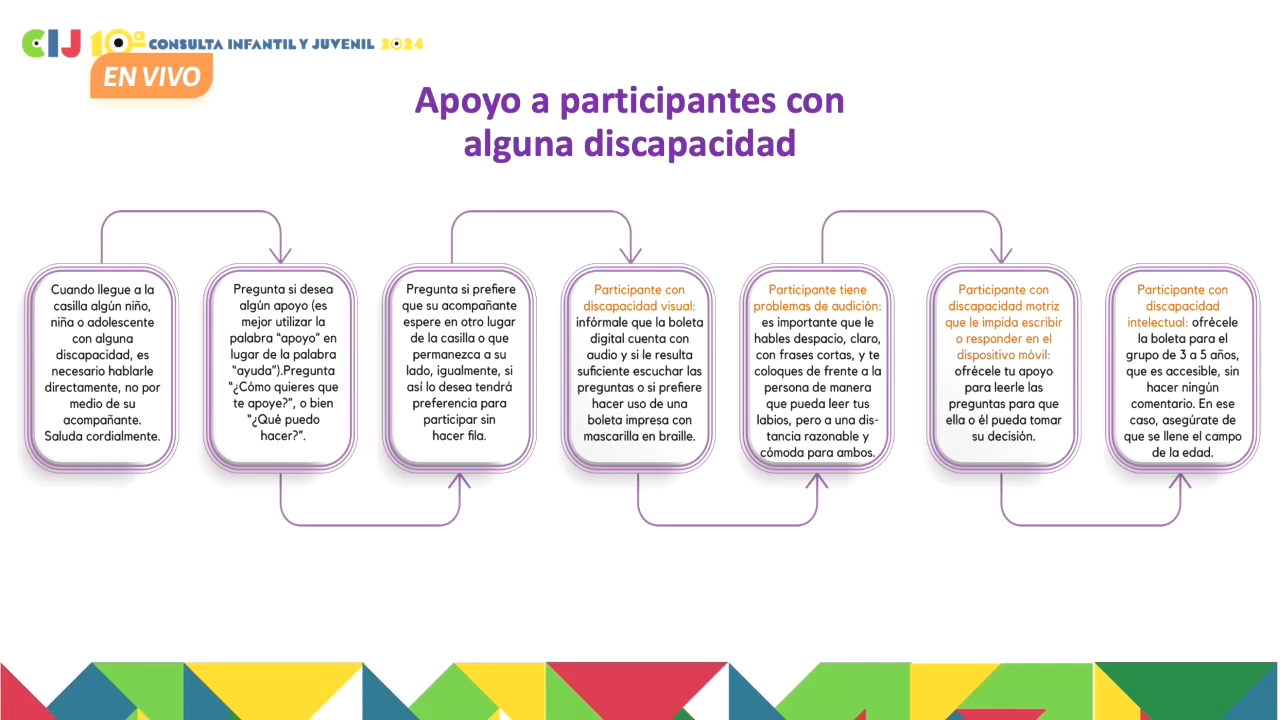 CIJ 10ª CONSULTA INFANTIL Y JUVENIL 2024
EN VIVO
Apoyo a participantes con
alguna discapacidad
Cuando llegue a la
casilla algún niño,
niña o adolescente
con alguna
discapacidad, es
necesario hablarle
directamente, no por
medio de su
acompañante.
Saluda cordialmente.
Pregunta si desea
algún apoyo (es
mejor utilizar la
palabra “apoyo” en
lugar de la palabra
“ayuda”).Pregunta
“¿Cómo quieres que
te apoye?”, o bien
“¿Qué puedo
hacer?”.
Pregunta si prefiere
que su acompañante
espere en otro lugar
de la casilla o que
permanezca a su
lado, igualmente, si
así lo desea tendrá
preferencia para
participar sin
hacer fila.
Participante con
discapacidad visual:
infórmale que la boleta
digital cuenta con
audio y si le resulta
suficiente escuchar las
preguntas o si prefiere
hacer uso de una
boleta impresa con
mascarilla en braille.
Participante tiene
problemas de audición:
es importante que le
hables despacio, claro,
con frases cortas, y te
coloques de frente a la
persona de manera
que pueda leer tus
labios, pero a una dis-
tancia razonable y
cómoda para ambos.
Participante con
discapacidad motriz
que le impida escribir
o responder en el
dispositivo móvil:
ofrécele tu apoyo
para leerle las
preguntas para que
ella o él pueda tomar
su decisión.
Participante con
discapacidad
intelectual: ofrécele
la boleta para el
grupo de 3 a 5 años,
que es accesible, sin
hacer ningún
comentario. En ese
caso, asegúrate de
que se llene el campo
de la edad.